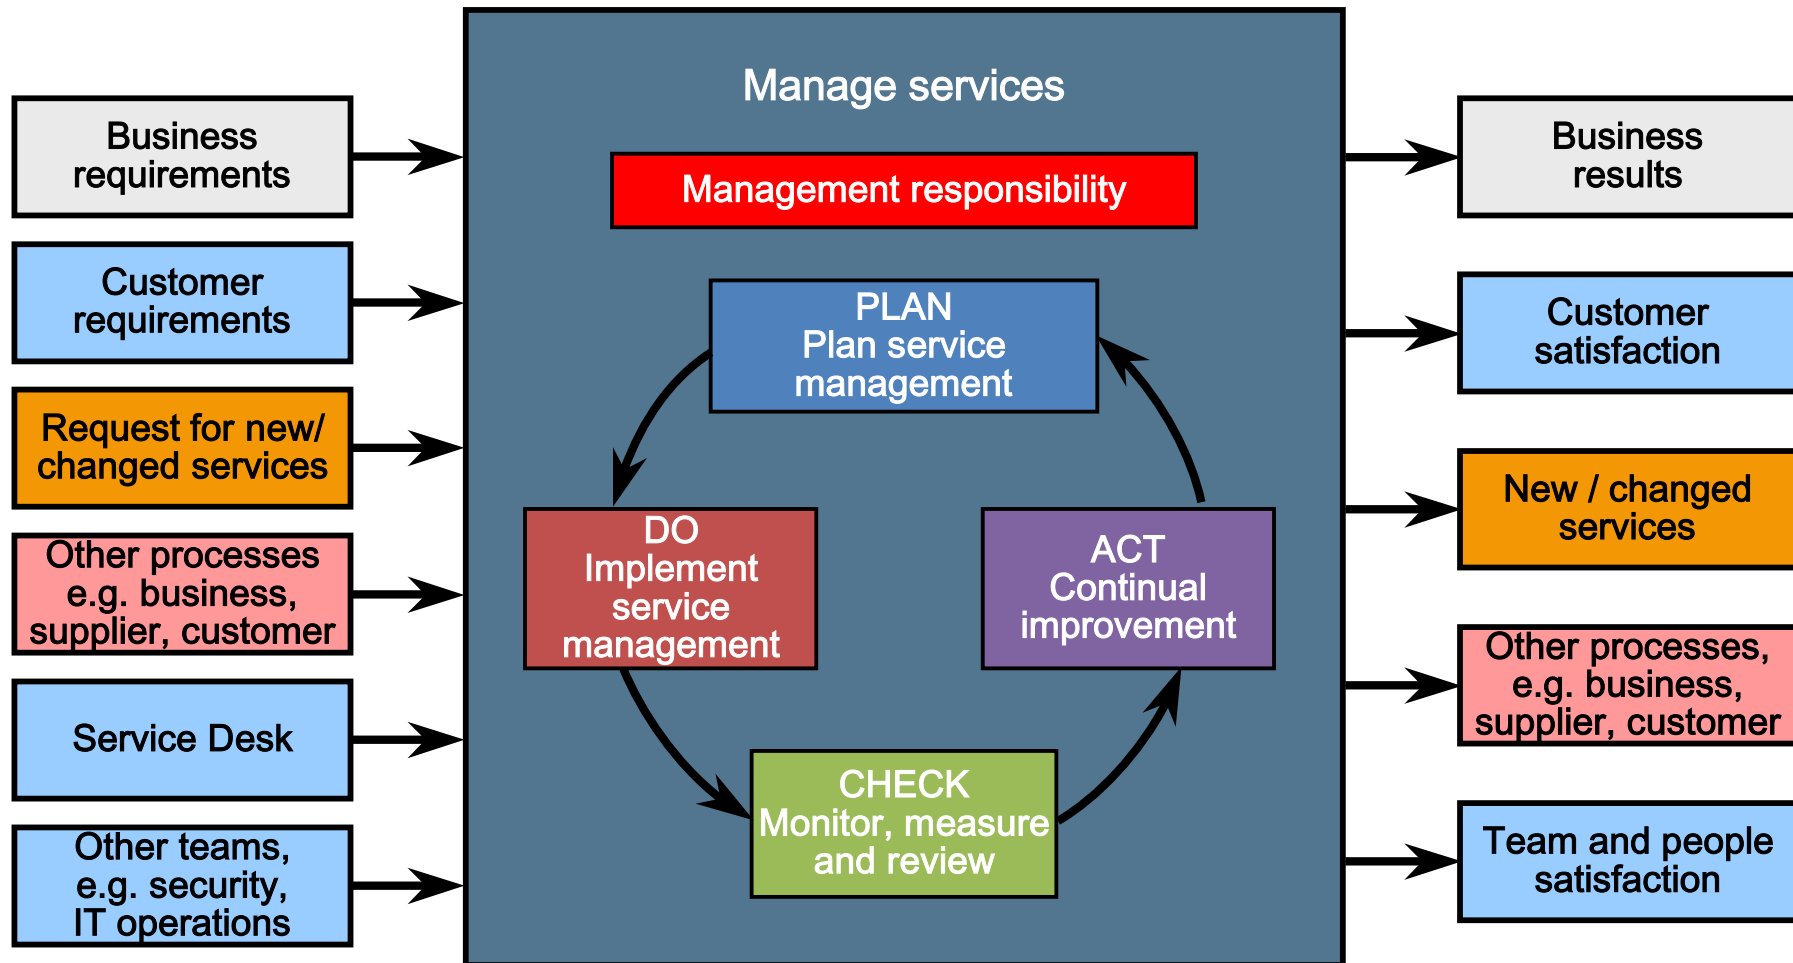 Manage services
Management responsibility
Business
requirements
Customer
requirements
Request for new/
changed services
Other processes
e.g. business,
supplier, customer
Service Desk
Other teams,
e.g. security,
IT operations
PLAN
Plan service
management
DO
Implement
service
management
CHECK
Monitor, measure
and review
ACT
Continual
improvement
Business
results
Customer
satisfaction
New / changed
services
Other processes,
e.g. business,
supplier, customer
Team and people
satisfaction